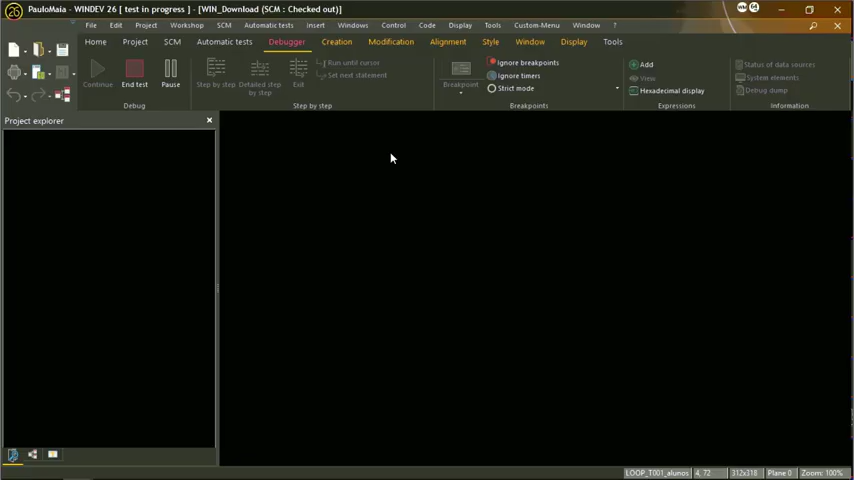 26 PauloMaia - WINDEV 26 [ test in progress ] - [WIN_Download (SCM : Checked out)]
File Edit Project Workshop SCM Automatic tests Insert Windows Control Code Display Tools Custom-Menu Window ?
Home Project SCM Automatic tests Debugger Creation Modification Alignment Style Window Display Tools
Continue End test Pause
Debug
Step by step Detailed step by step Exit
Run until cursor
Set next statement
Step by step
Breakpoint
Ignore breakpoints
Ignore timers
Strict mode
Breakpoints
Add
View
Hexadecimal display
Expressions
Status of data sources
System elements
Debug dump
Information
Project explorer
LOOP_T001_alunos 4, 72 312x318 Plane 0 Zoom: 100%